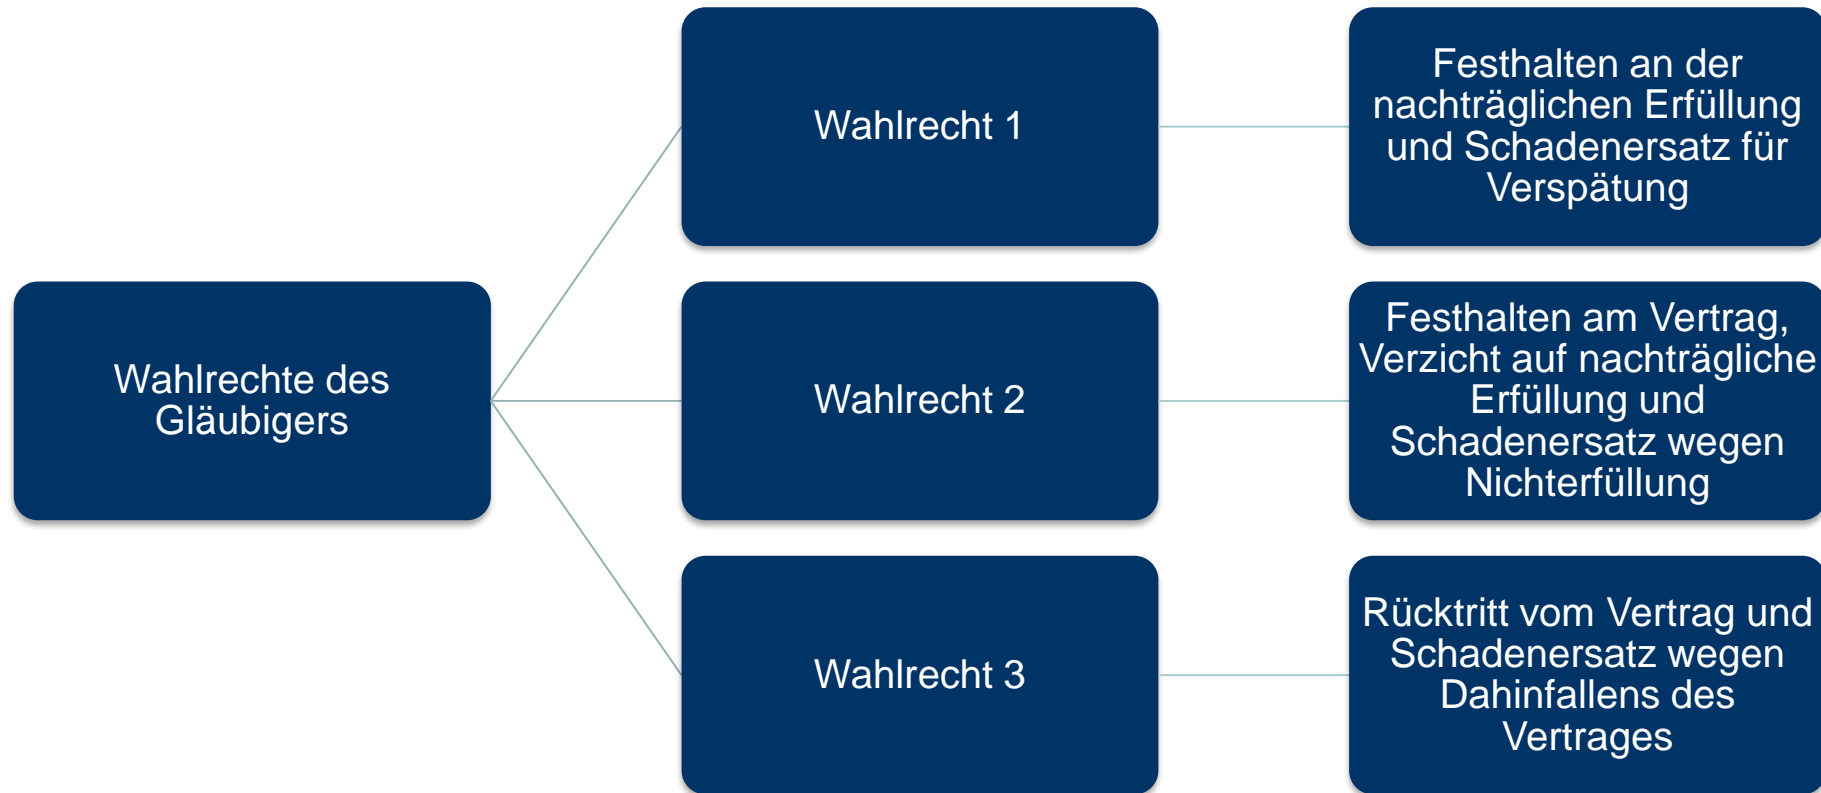 Wahlrechte des
Gläubigers
Wahlrecht 1
Festhalten an der
nachträglichen Erfüllung
und Schadenersatz für
Verspätung
Wahlrecht 2
Festhalten am Vertrag,
Verzicht auf nachträgliche
Erfüllung und
Schadenersatz wegen
Nichterfüllung
Wahlrecht 3
Rücktritt vom Vertrag und
Schadenersatz wegen
Dahinfallens des
Vertrages